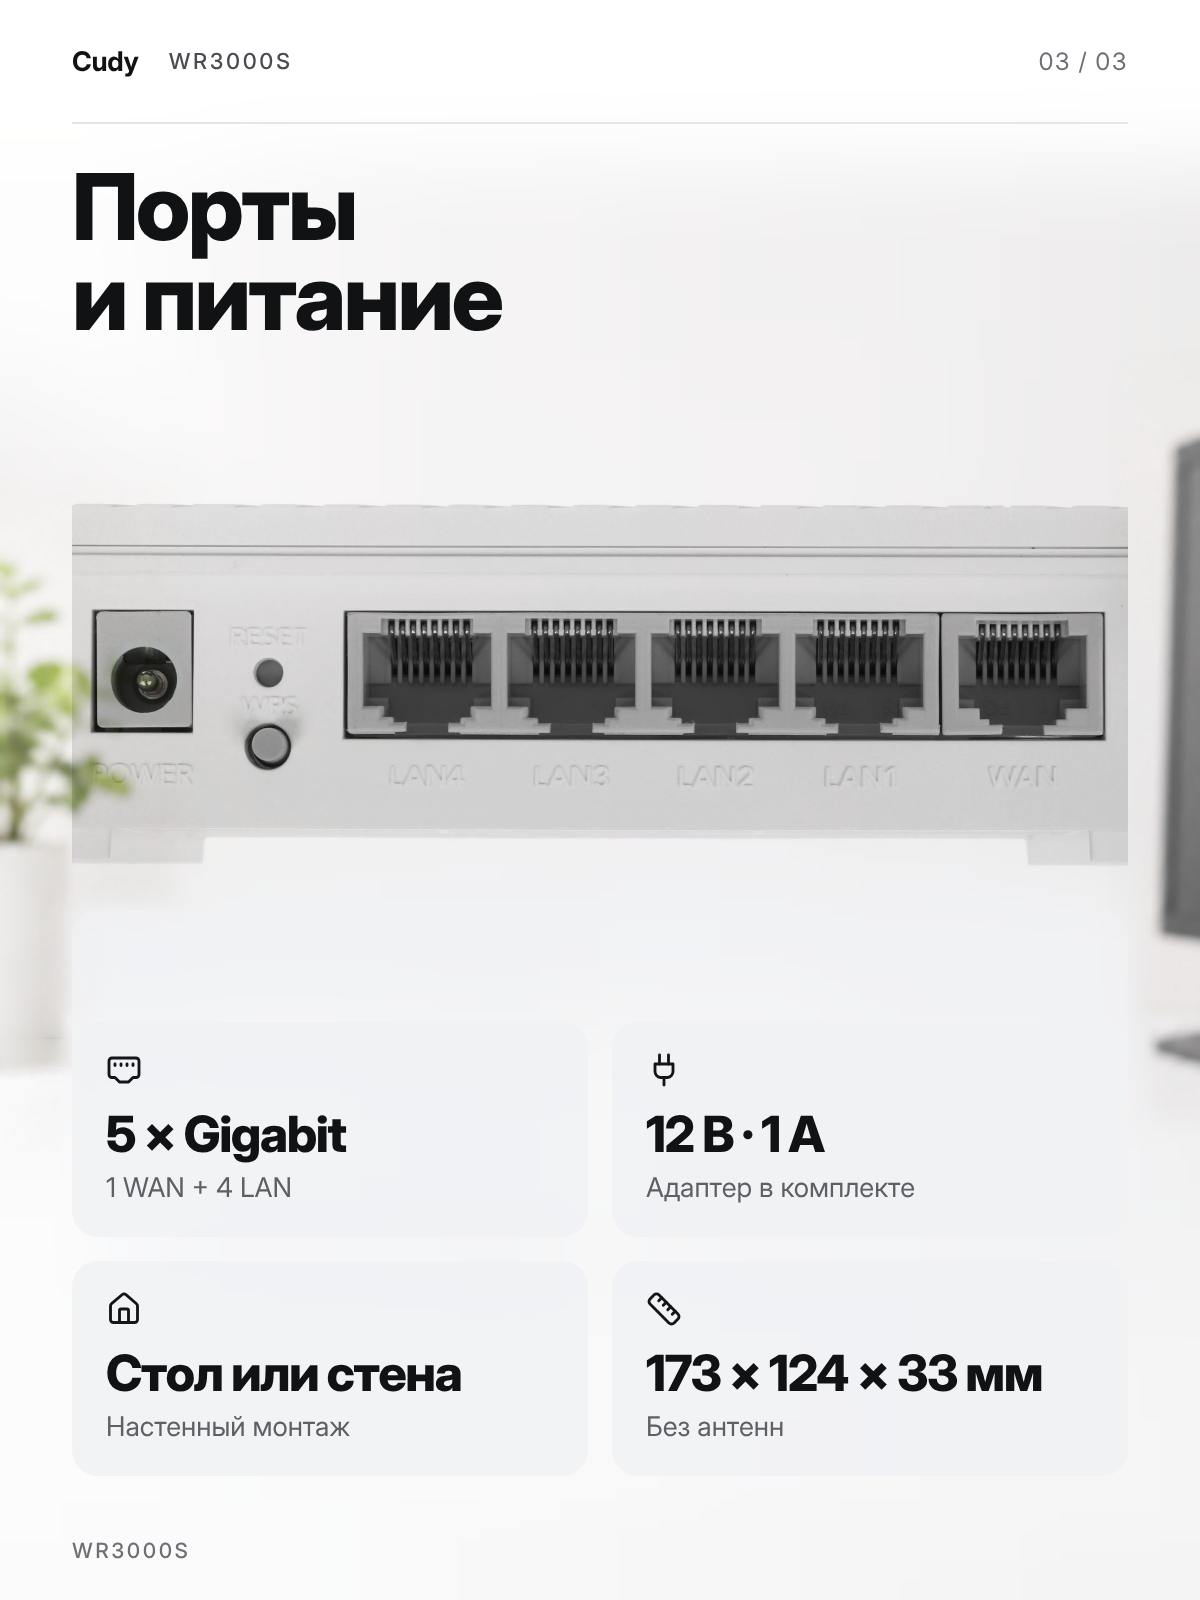 Cudy WR3000S 03 / 03
Порты
и питание
RESET
WPS
POWER LAN4 LAN3 LAN2 LAN1 WAN
5 × Gigabit
1 WAN + 4 LAN
12 В · 1 А
Адаптер в комплекте
Стол или стена
Настенный монтаж
173 × 124 × 33 мм
Без антенн
WR3000S